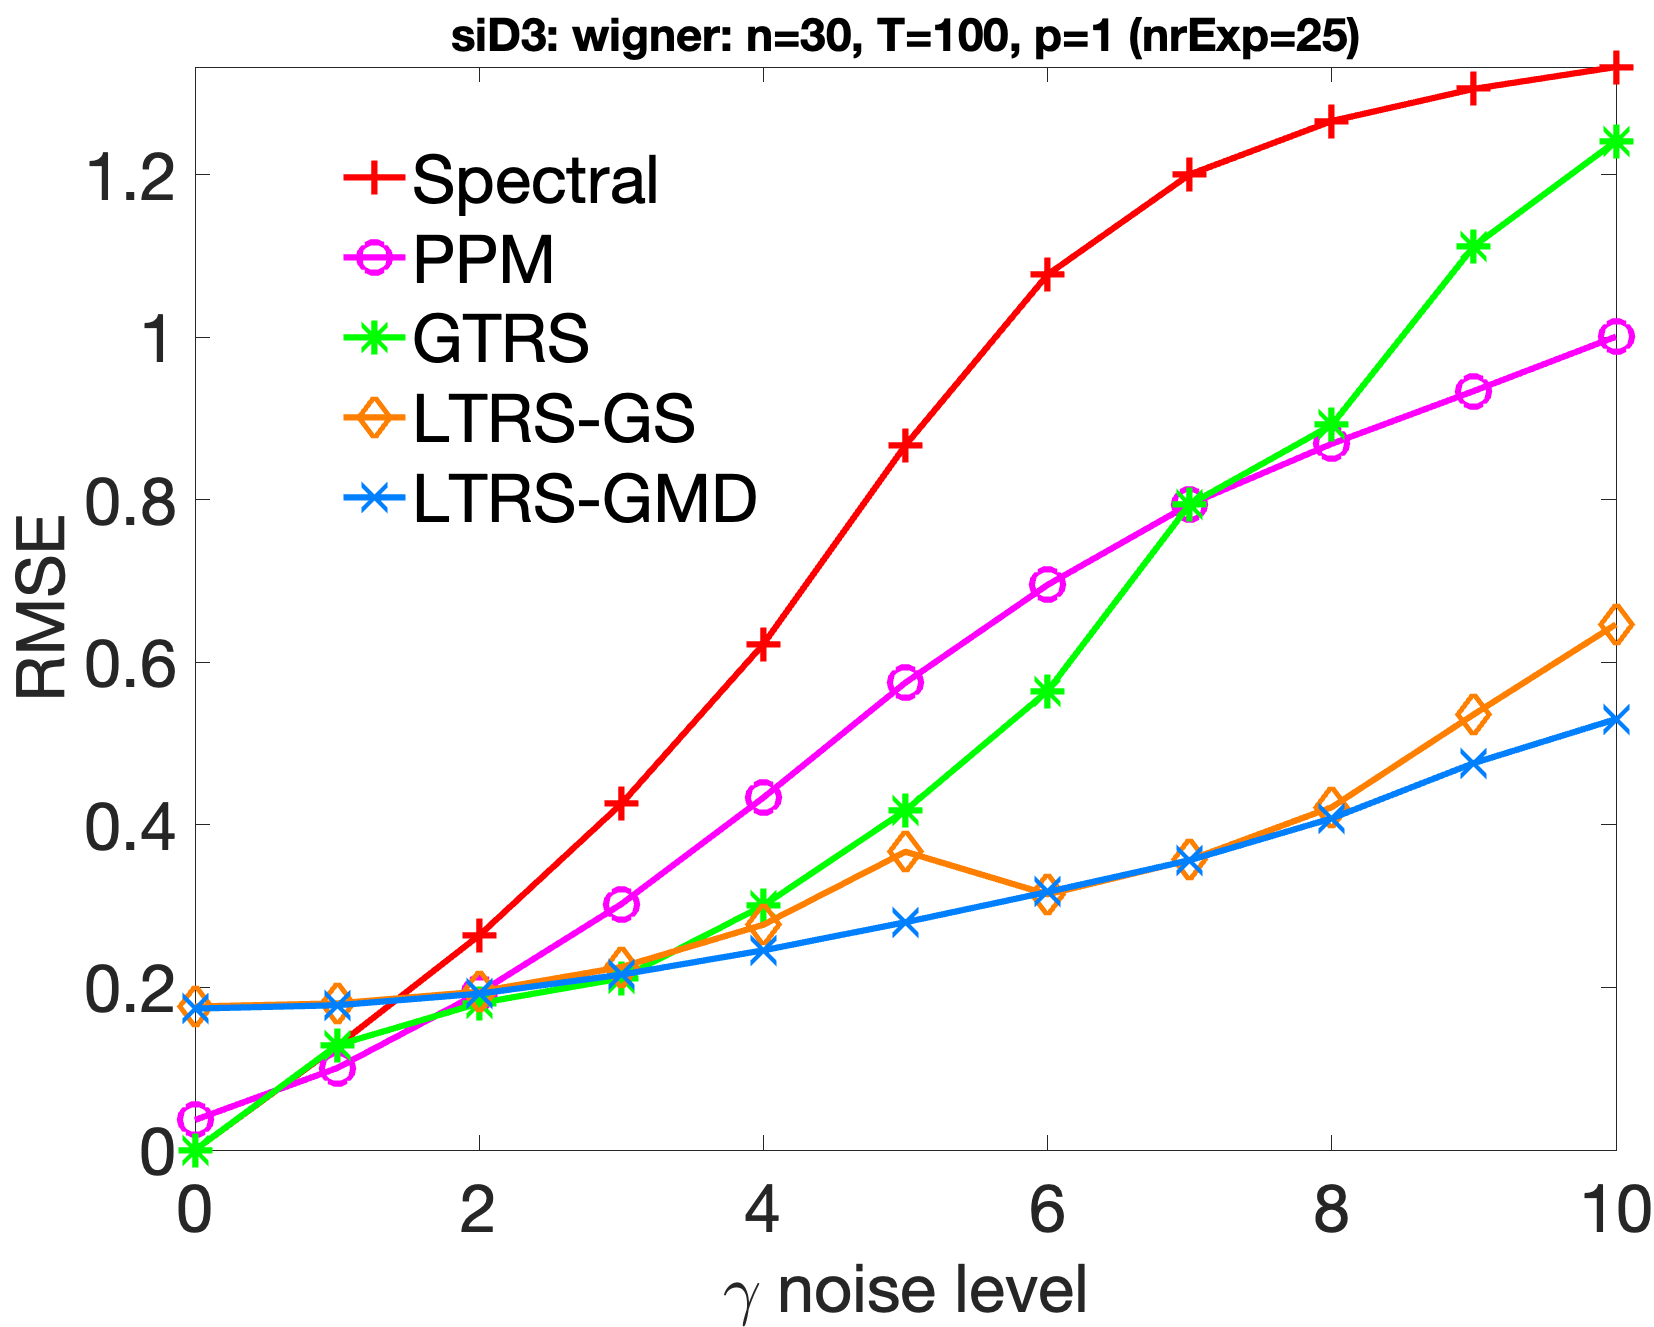 siD3: wigner: n=30, T=100, p=1 (nrExp=25)
Spectral
PPM
GTRS
LTRS-GS
LTRS-GMD
RMSE
1.2
1
0.8
0.6
0.4
0.2
0
0 2 4 6 8 10
γ noise level